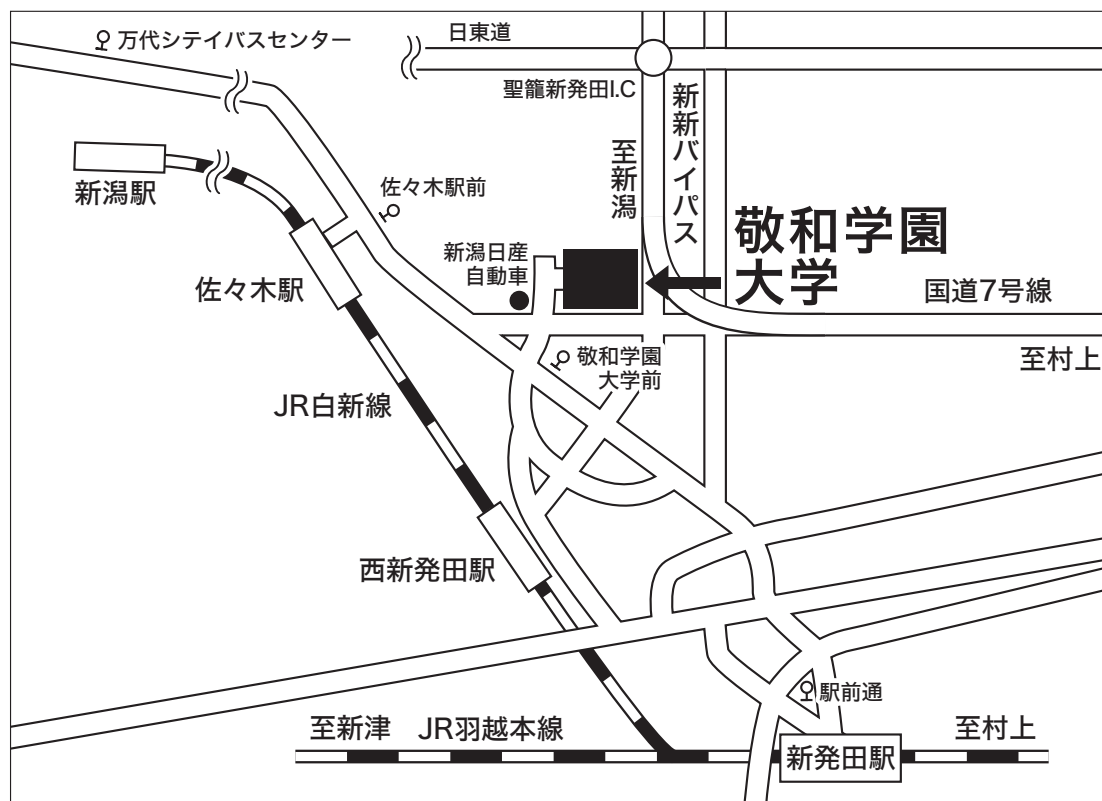 万代シテイバスセンター
日東道
聖籠新発田I.C
新新バイパス
至新潟
新潟駅
佐々木駅前
敬和学園
大学
新潟日産
自動車
佐々木駅
国道7号線
敬和学園
大学前
至村上
JR白新線
西新発田駅
駅前通
至新津
JR羽越本線
至村上
新発田駅